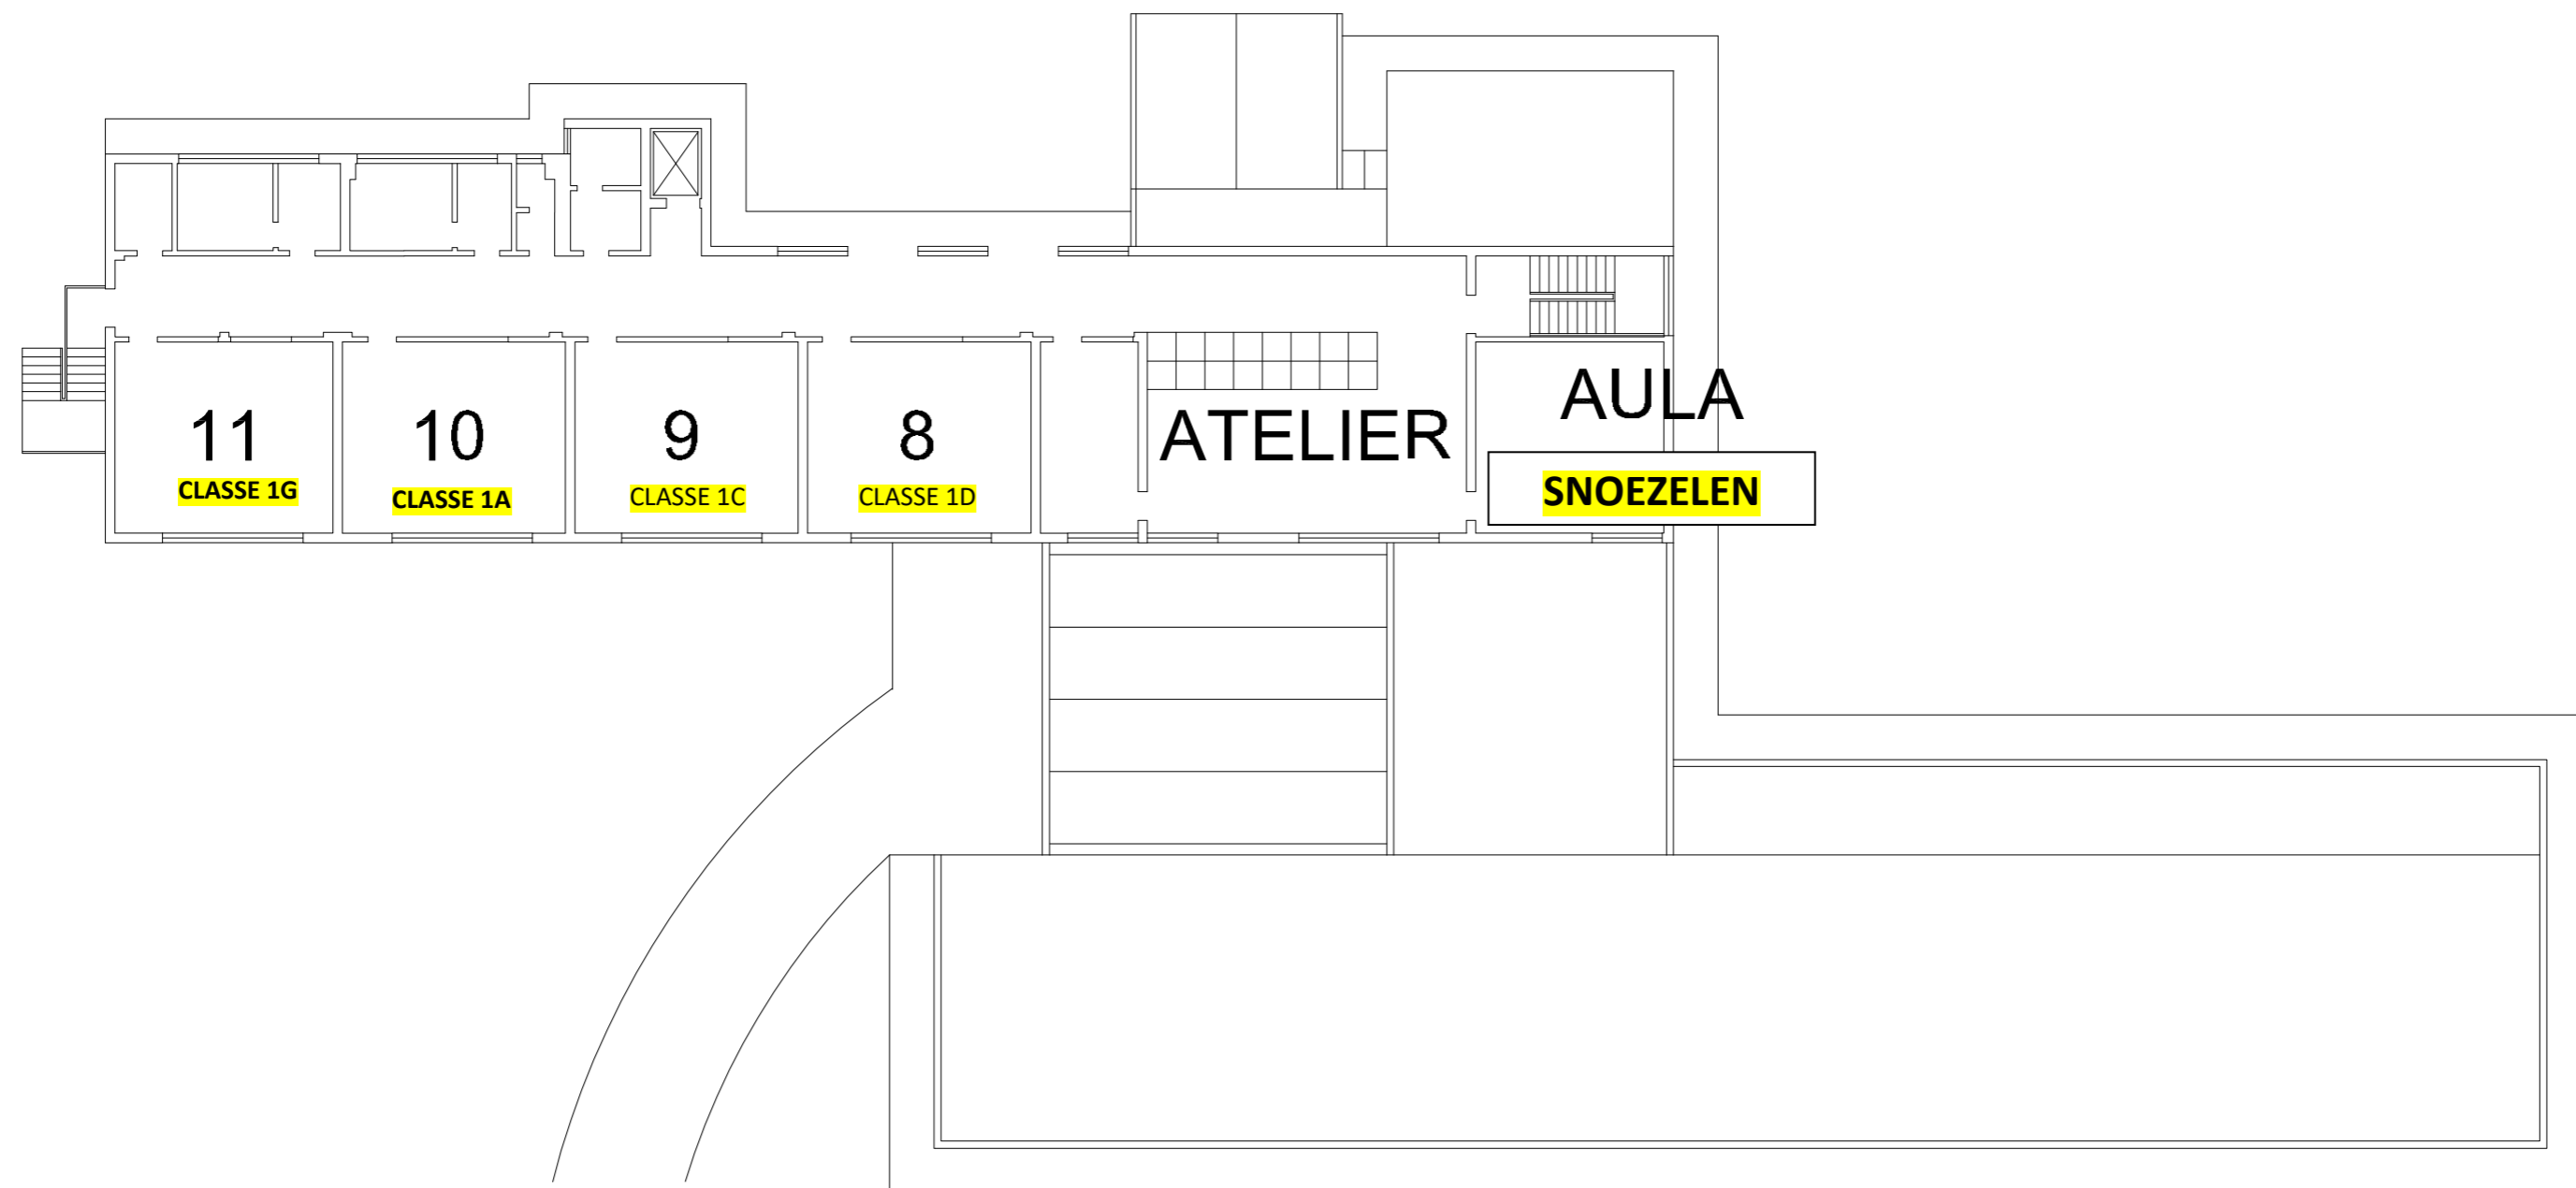 11
CLASSE 1G
10
CLASSE 1A
9
CLASSE 1C
8
CLASSE 1D
ATELIER
AULA
SNOEZELEN